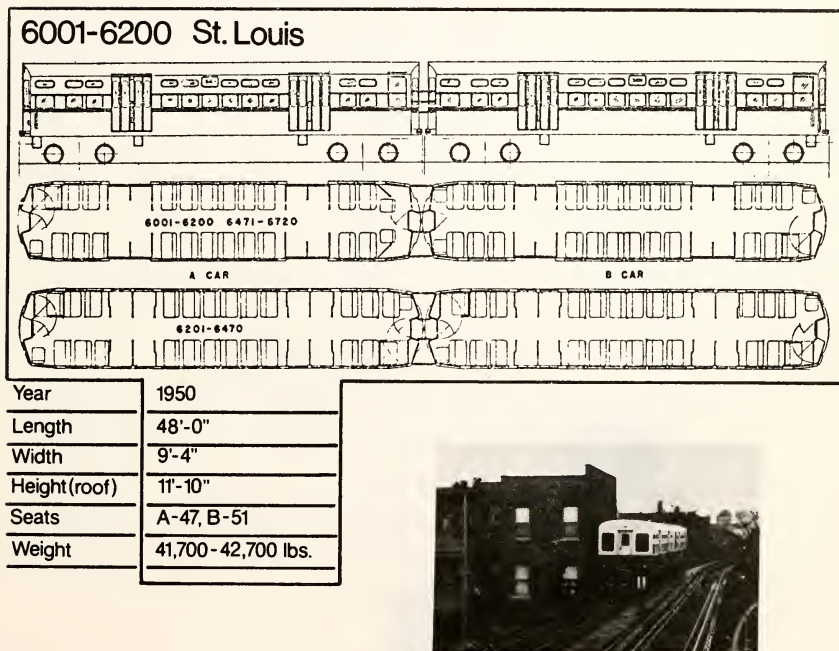 6001-6200 St. Louis
6001-6200 6471-6720
A CAR
B CAR
6201-6470
Year 1950
Length 48'-0"
Width 9'-4"
Height(roof) 11'-10"
Seats A-47, B-51
Weight 41,700-42,700 lbs.